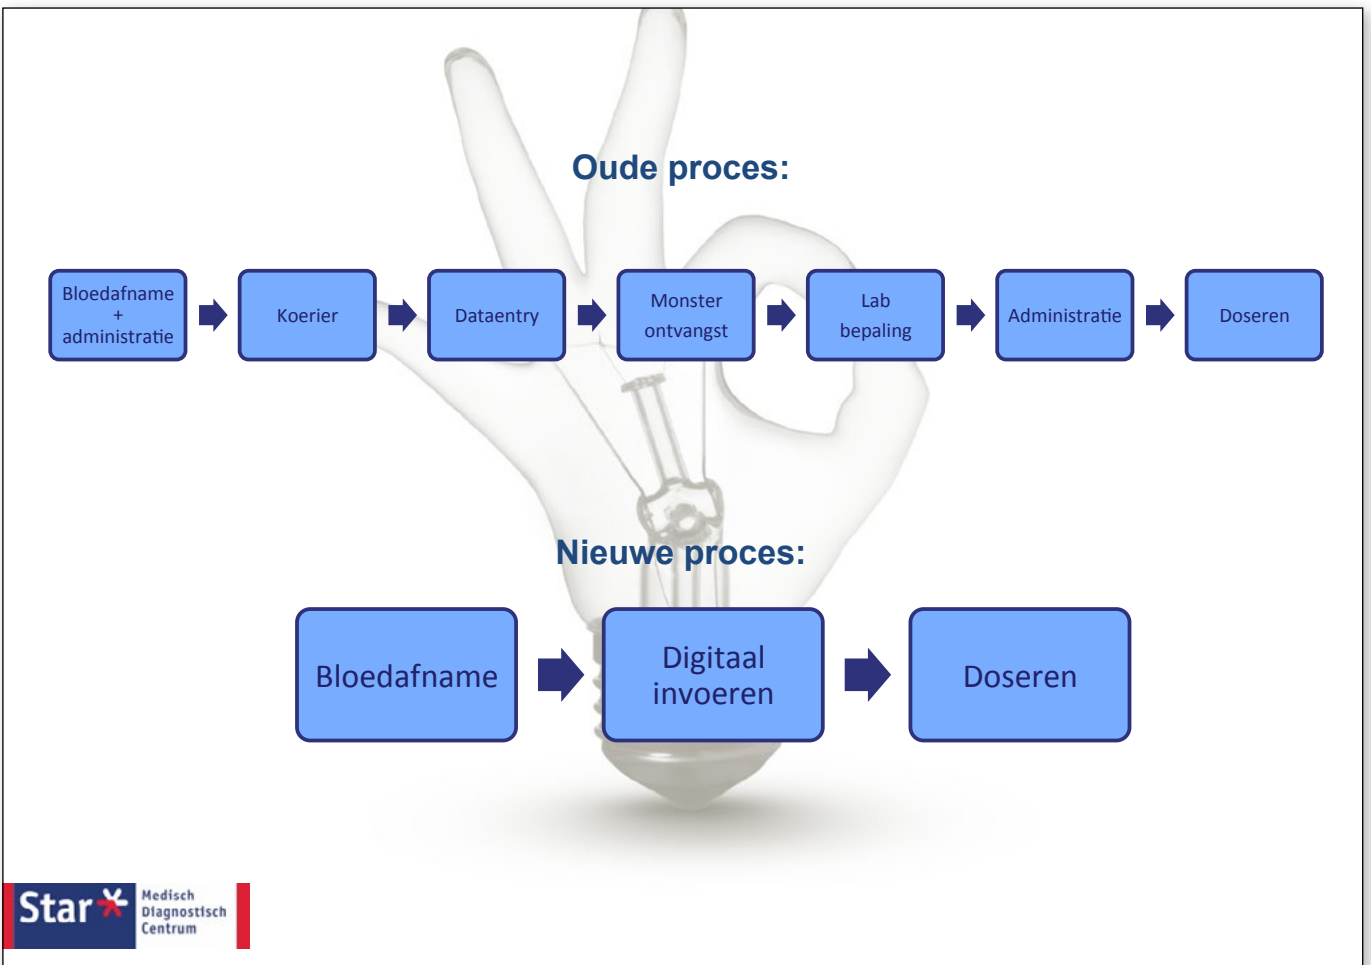 Oude proces:
Bloedafname
+
administratie
Koerier
Dataentry
Monster
ontvangst
Lab
bepaling
Administratie
Doseren
Nieuwe proces:
Bloedafname
Digitaal
invoeren
Doseren
Star
Medisch
Diagnostisch
Centrum